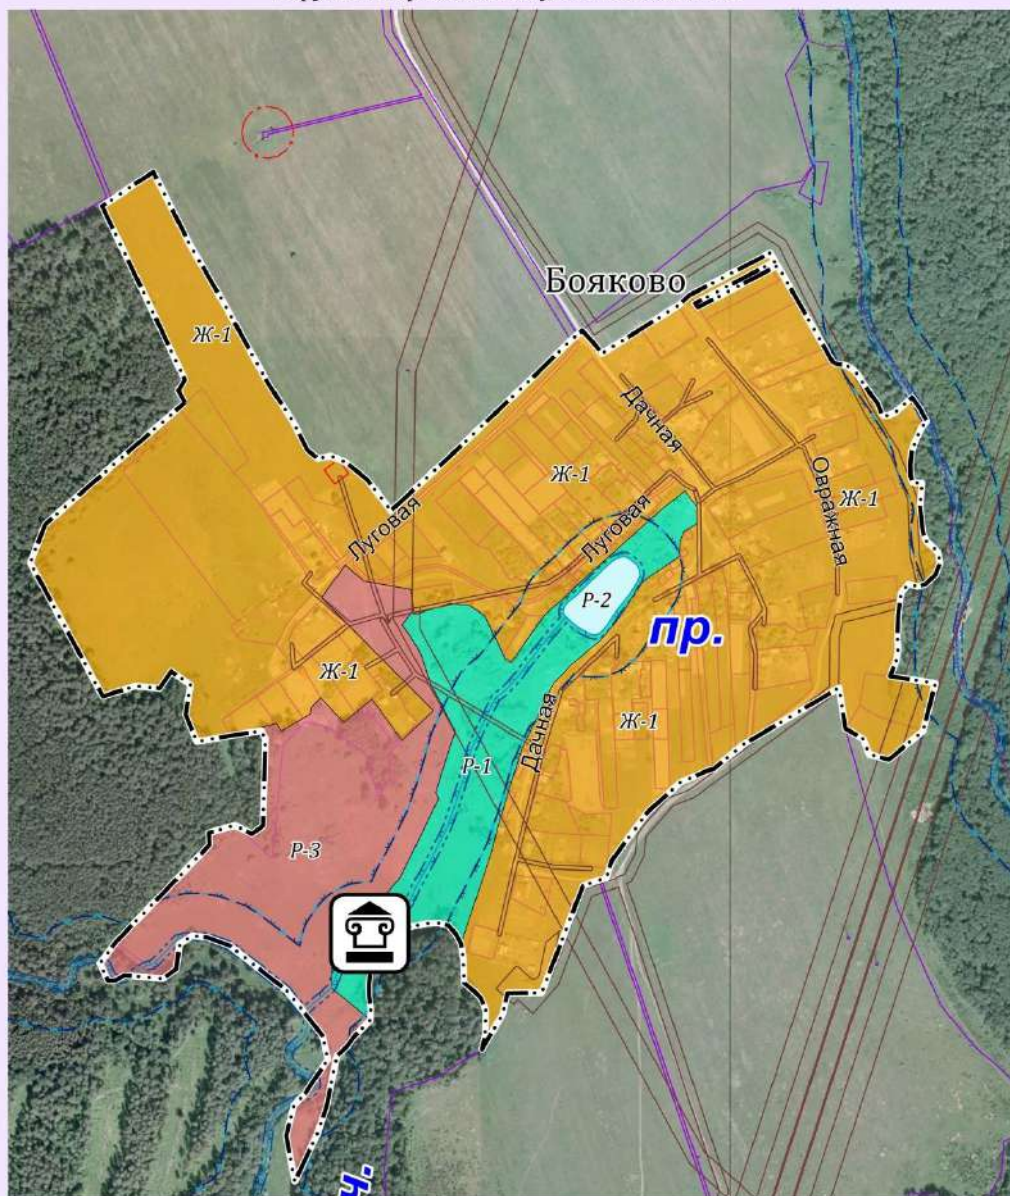 Бояково
Ж-1
Дачная
Ж-1
Ж-1
Луговая
Луговая
Овражная
Р-2
пр.
Ж-1
Ж-1
Дачная
Р-1
Р-3